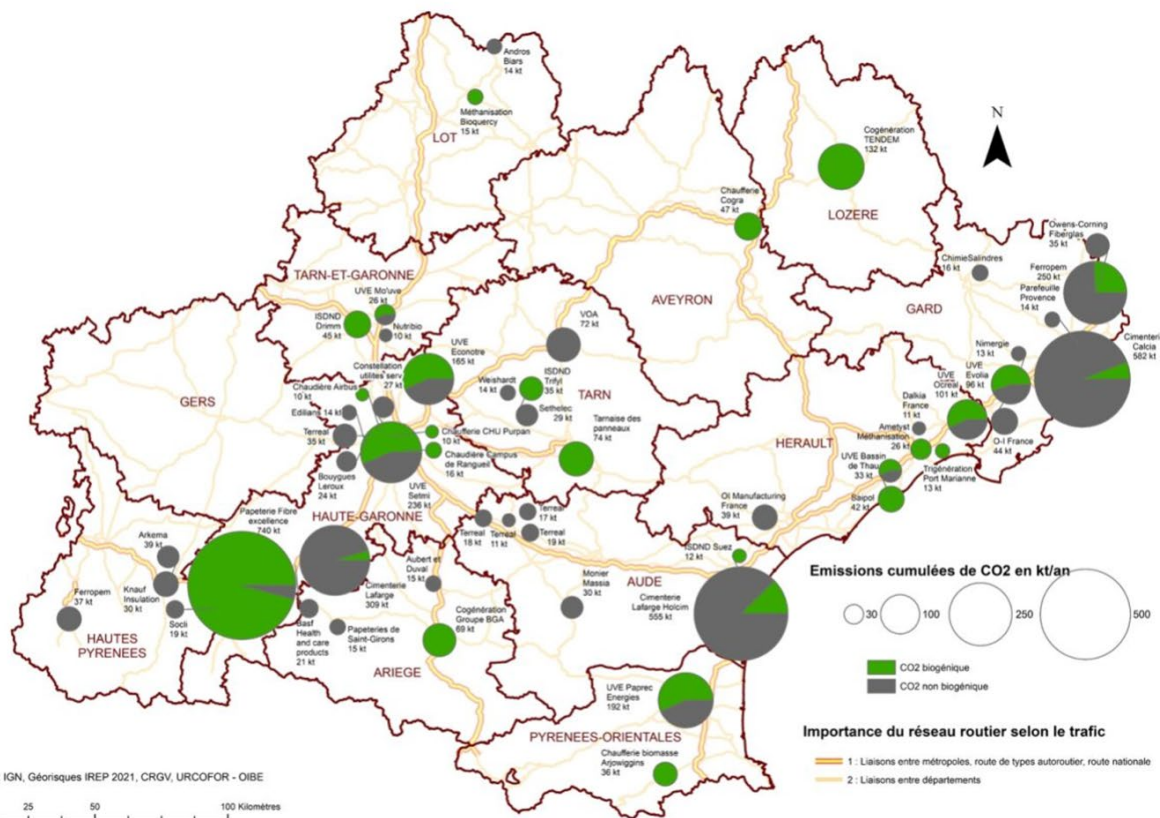 Andros
Biars
14 kt
Méthanisation
Bioquercy
15 kt
LOT
Cogénération
TENDEM
132 kt
LOZERE
N
Chaufferie
Cogra
47 kt
AVEYRON
Owens-Corning
Fiberglas
35 kt
ChimieSalindres
16 kt
Ferropem
250 kt
Parefeuille
Provence
14 kt
GARD
Cimenteri
Calcia
582 kt
Nimergie
13 kt
UVE
Evolia
96 kt
UVE
Ocreal
101 kt
O-I France
44 kt
TARN-ET-GARONNE
UVE Mo'uve
26 kt
ISDND
Drimm
45 kt
Nutribio
10 kt
UVE
Econotre
165 kt
VOA
72 kt
Constellation
utilites serv
27 kt
Weishardt
14 kt
ISDND
Trifyl
35 kt
TARN
Sethelec
29 kt
Tarnaise des
panneaux
74 kt
GERS
Chaudière Airbus
10 kt
Edilians 14 kt
Terreal
35 kt
Chaufferie CHU Purpan
10 kt
Chaudière Campus
de Rangueil
16 kt
Bouygues
Leroux
24 kt
UVE
Setmi
236 kt
HAUTE-GARONNE
Dalkia
France
11 kt
Ametyst
Méthanisation
26 kt
HERAULT
UVE Bassin
de Thau
33 kt
Trigénération
Port Marianne
13 kt
Saipol
42 kt
OI Manufacturing
France
39 kt
Papeterie Fibre
excellence
740 kt
Arkema
39 kt
Ferropem
37 kt
Knauf
Insulation
30 kt
Socli
19 kt
HAUTES
PYRENEES
Cimenterie
Lafarge
309 kt
Basf
Health
and care
products
21 kt
Papeteries de
Saint-Girons
15 kt
Aubert et
Duval
15 kt
Cogénération
Groupe BGA
69 kt
ARIEGE
Terreal
18 kt
Terreal
11 kt
Terreal
17 kt
Terreal
19 kt
Monier
Massia
30 kt
AUDE
ISDND Suez
12 kt
Cimenterie
Lafarge Holcim
555 kt
UVE Paprec
Energies
192 kt
PYRENEES-ORIENTALES
Chaufferie biomasse
Arjowiggins
36 kt
Emissions cumulées de CO2 en kt/an
30
100
250
500
CO2 biogénique
CO2 non biogénique
Importance du réseau routier selon le trafic
1 : Liaisons entre métropoles, route de types autoroutier, route nationale
2 : Liaisons entre départements
IGN, Géorisques IREP 2021, CRGV, URCOFOR - OIBE
25 50 100 Kilomètres